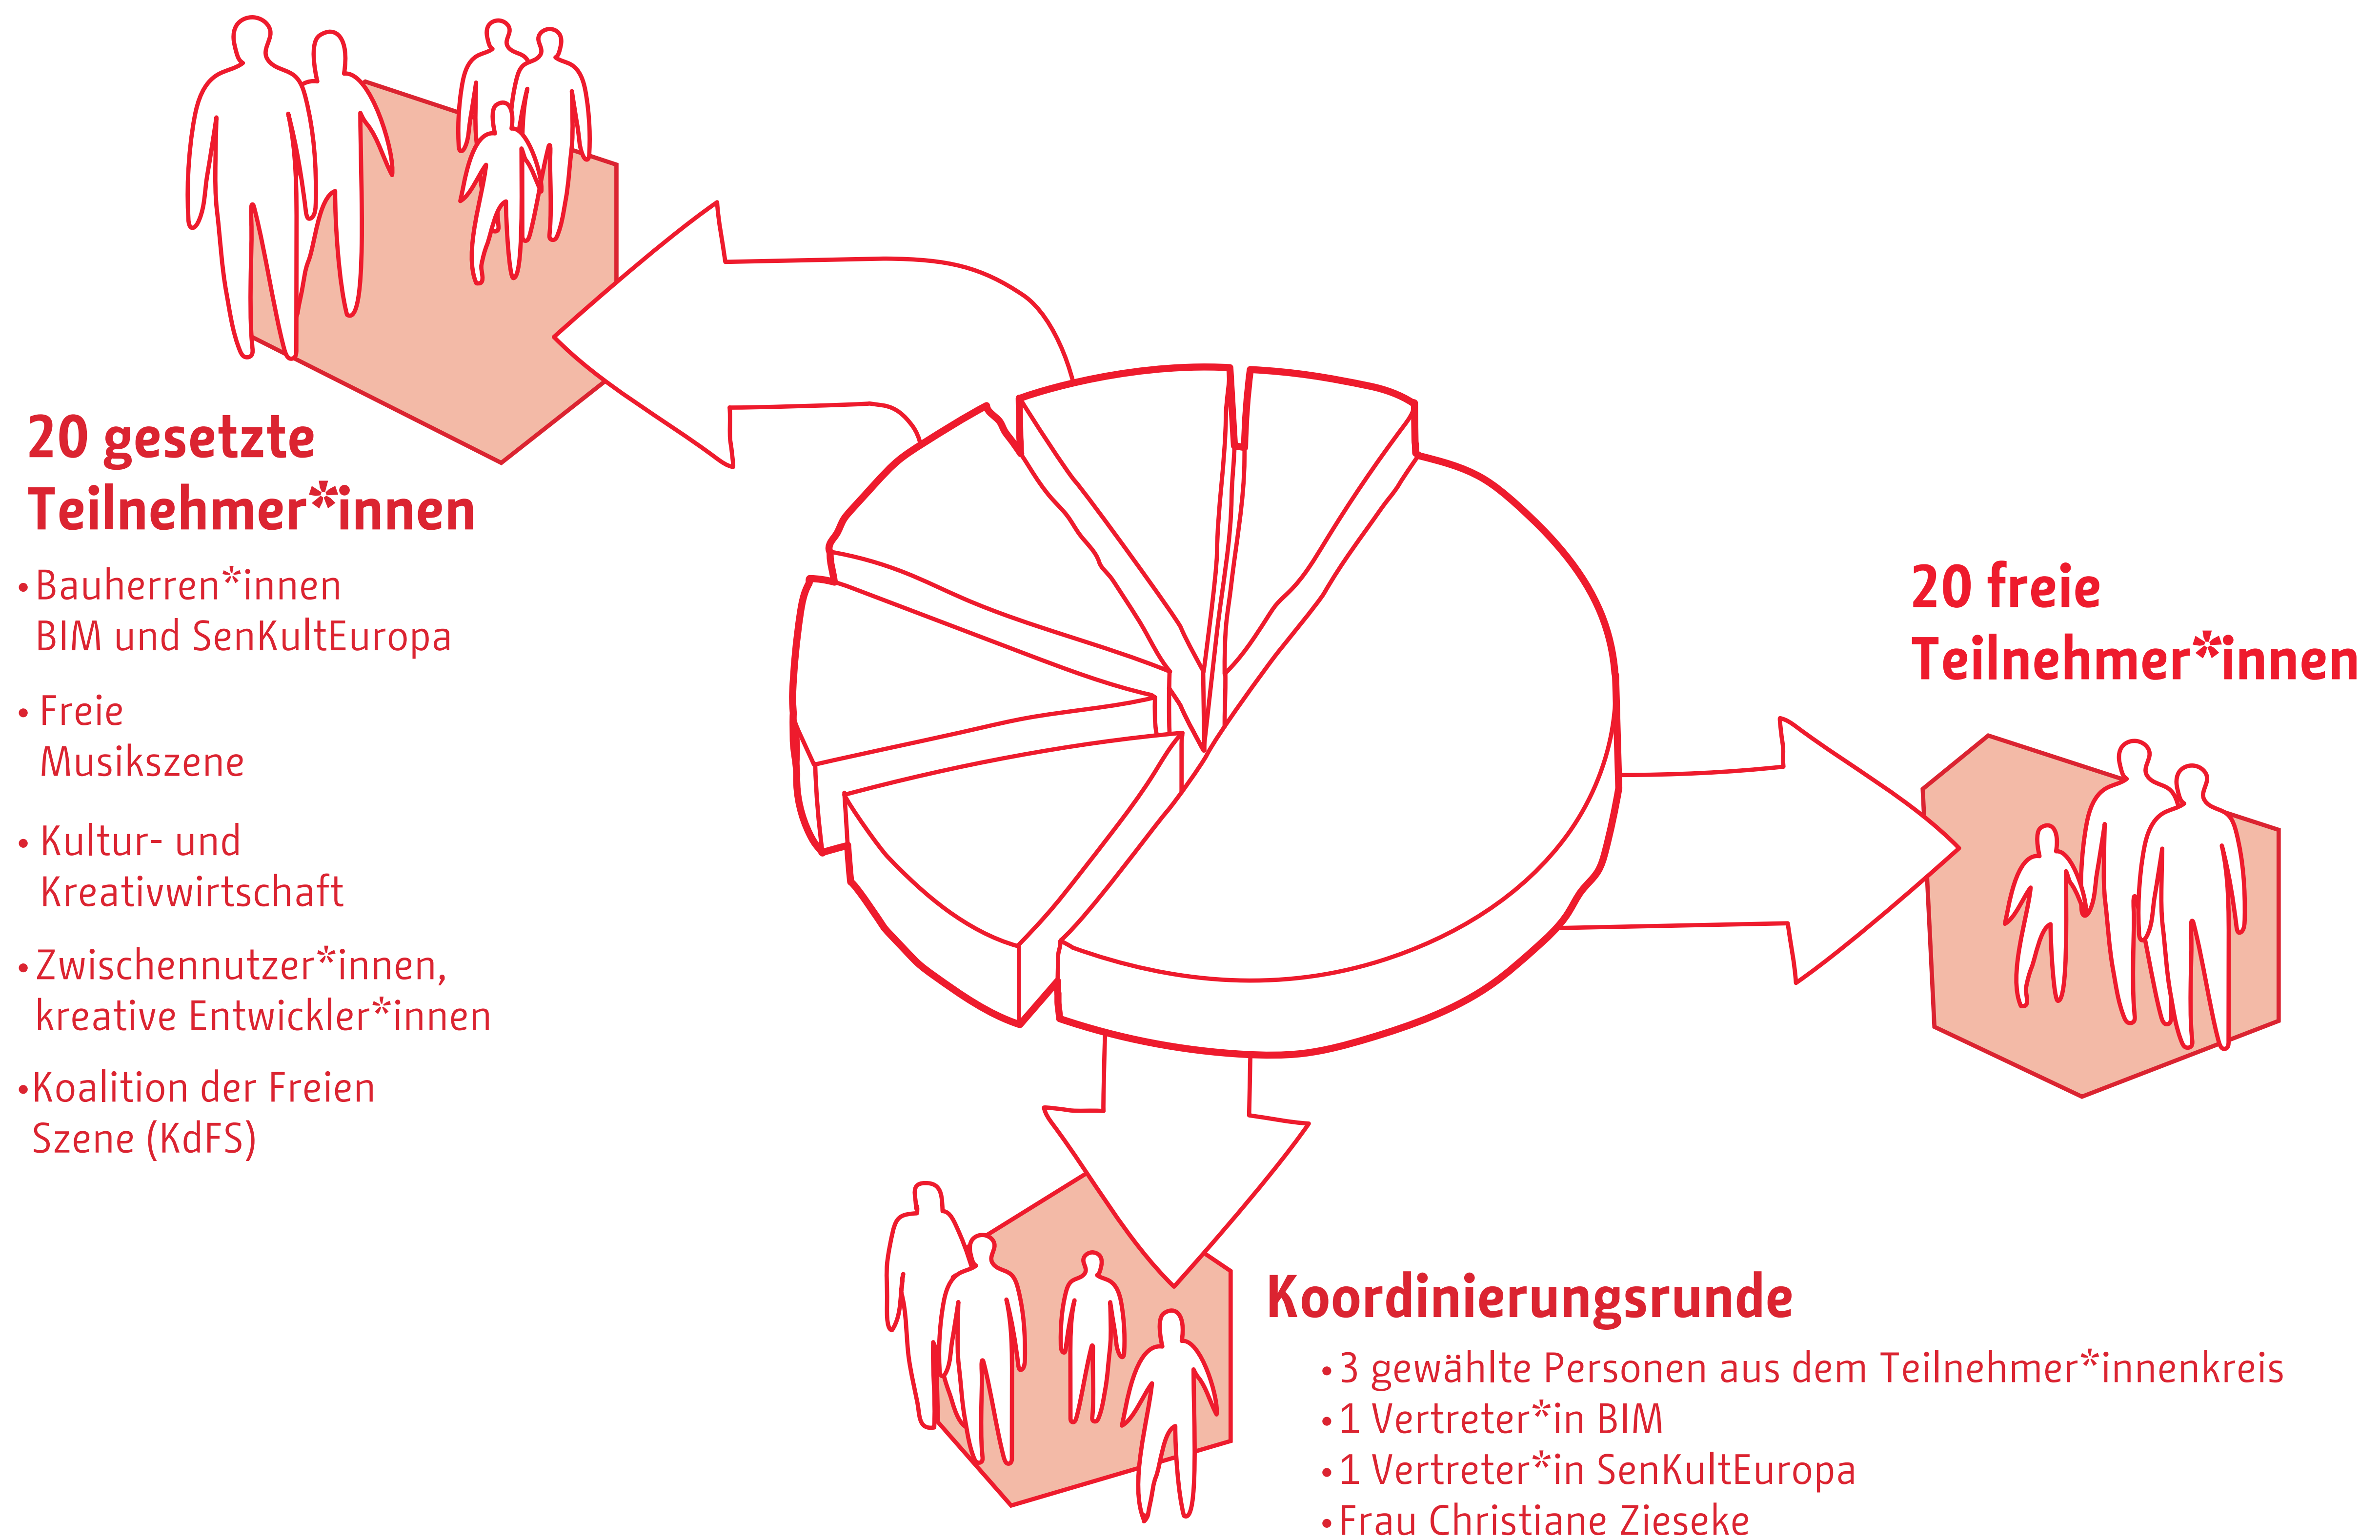 20 gesetzte
Teilnehmer*innen
• Bauherren*innen
BIM und SenKultEuropa
• Freie
Musikszene
• Kultur- und
Kreativwirtschaft
• Zwischennutzer*innen,
kreative Entwickler*innen
• Koalition der Freien
Szene (KdFS)
20 freie
Teilnehmer*innen
Koordinierungsrunde
• 3 gewählte Personen aus dem Teilnehmer*innenkreis
• 1 Vertreter*in BIM
• 1 Vertreter*in SenKultEuropa
• Frau Christiane Zieseke